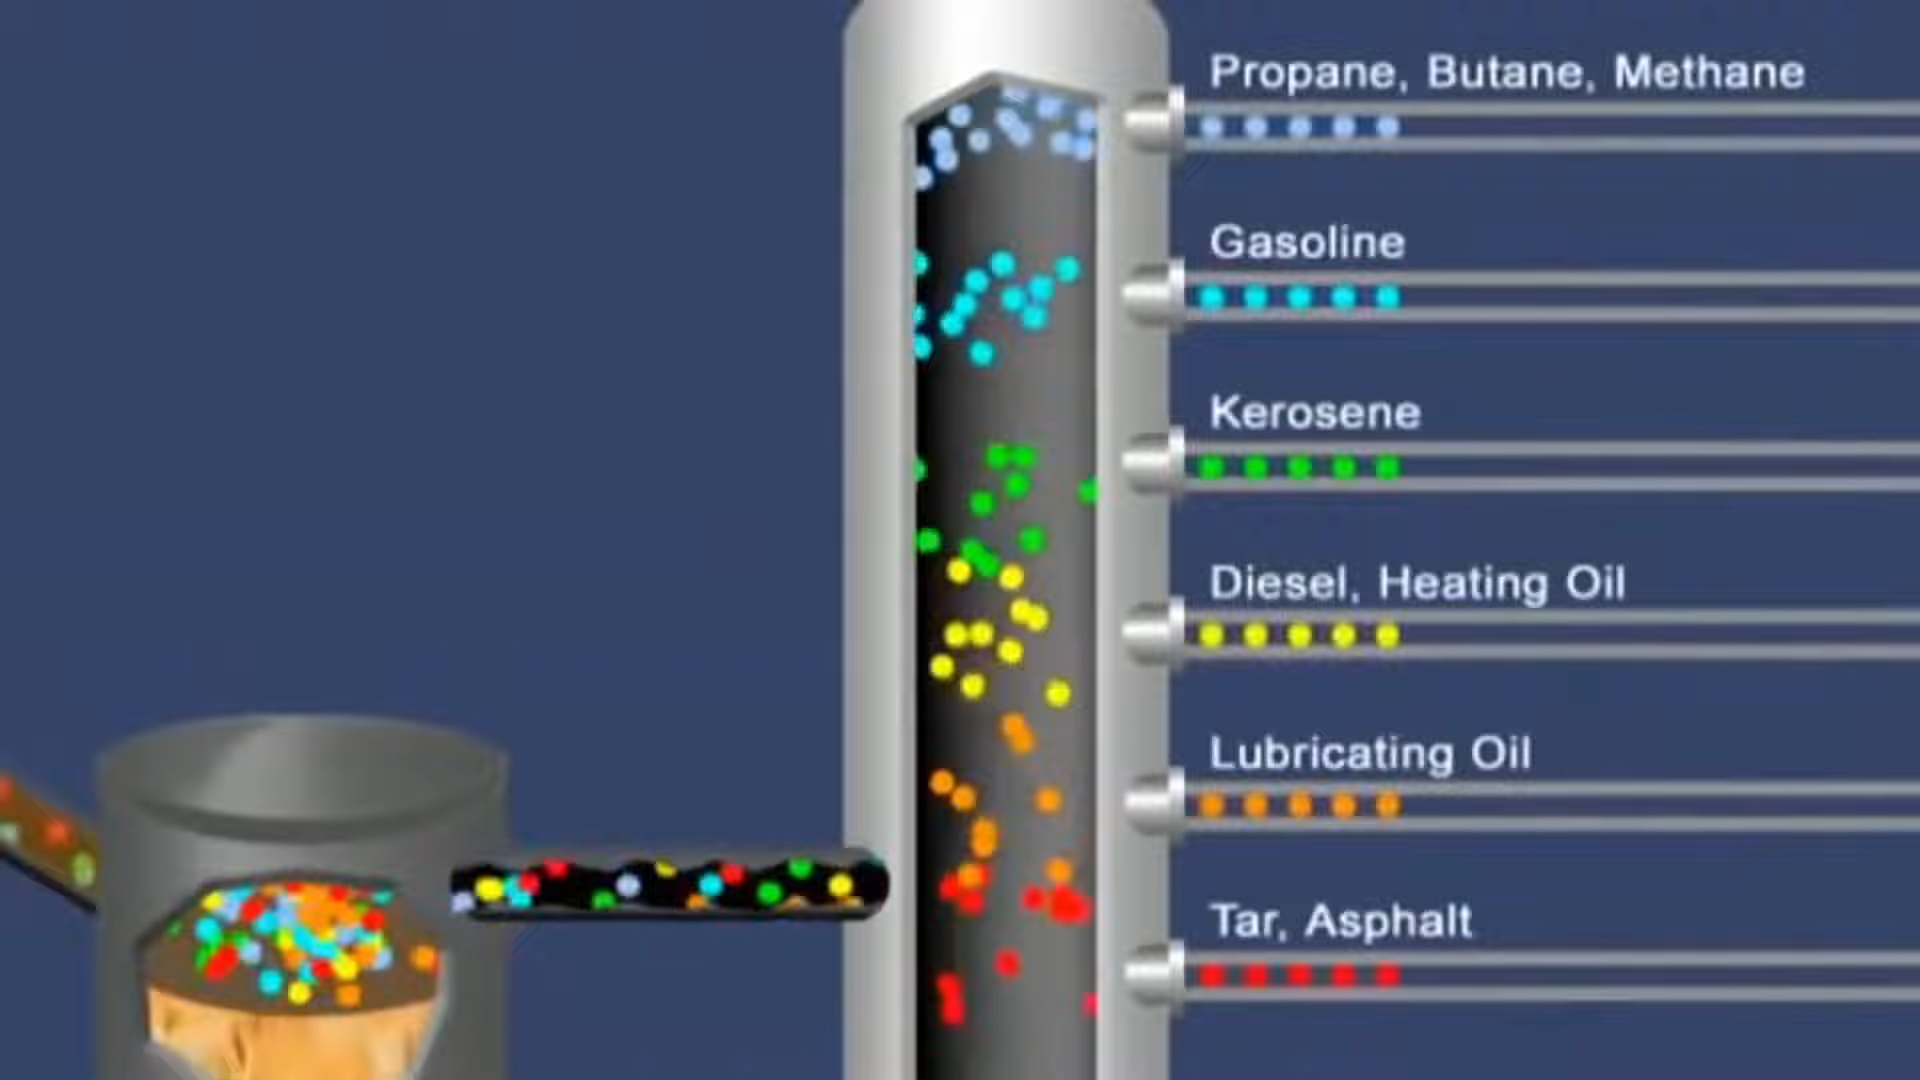 Propane, Butane, Methane
Gasoline
Kerosene
Diesel, Heating Oil
Lubricating Oil
Tar, Asphalt